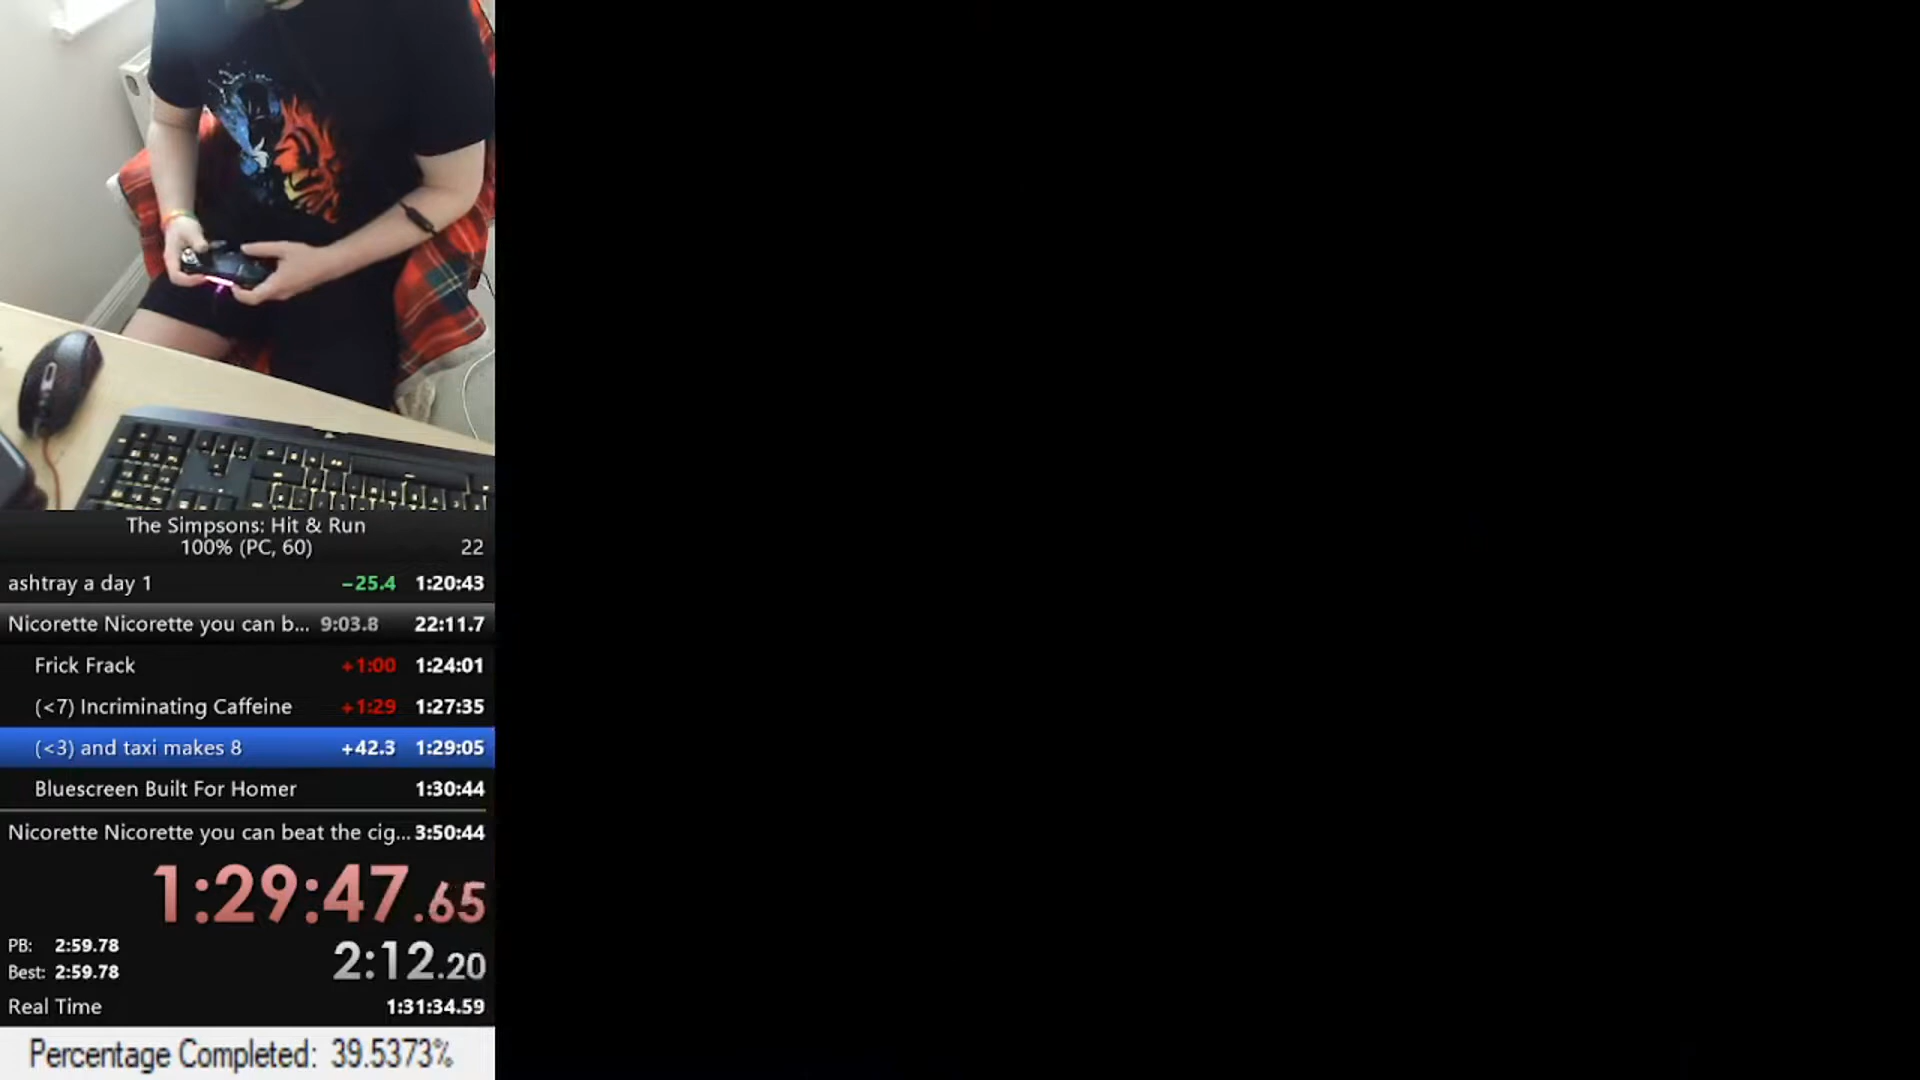 The Simpsons: Hit & Run
100% (PC, 60) 22
ashtray a day 1 −25.4 1:20:43
Nicorette Nicorette you can b... 9:03.8 22:11.7
Frick Frack +1:00 1:24:01
(<7) Incriminating Caffeine +1:29 1:27:35
(<3) and taxi makes 8 +42.3 1:29:05
Bluescreen Built For Homer 1:30:44
Nicorette Nicorette you can beat the cig... 3:50:44
1:29:47.65
PB: 2:59.78
2:12.20
Best: 2:59.78
Real Time 1:31:34.59
Percentage Completed: 39.5373%